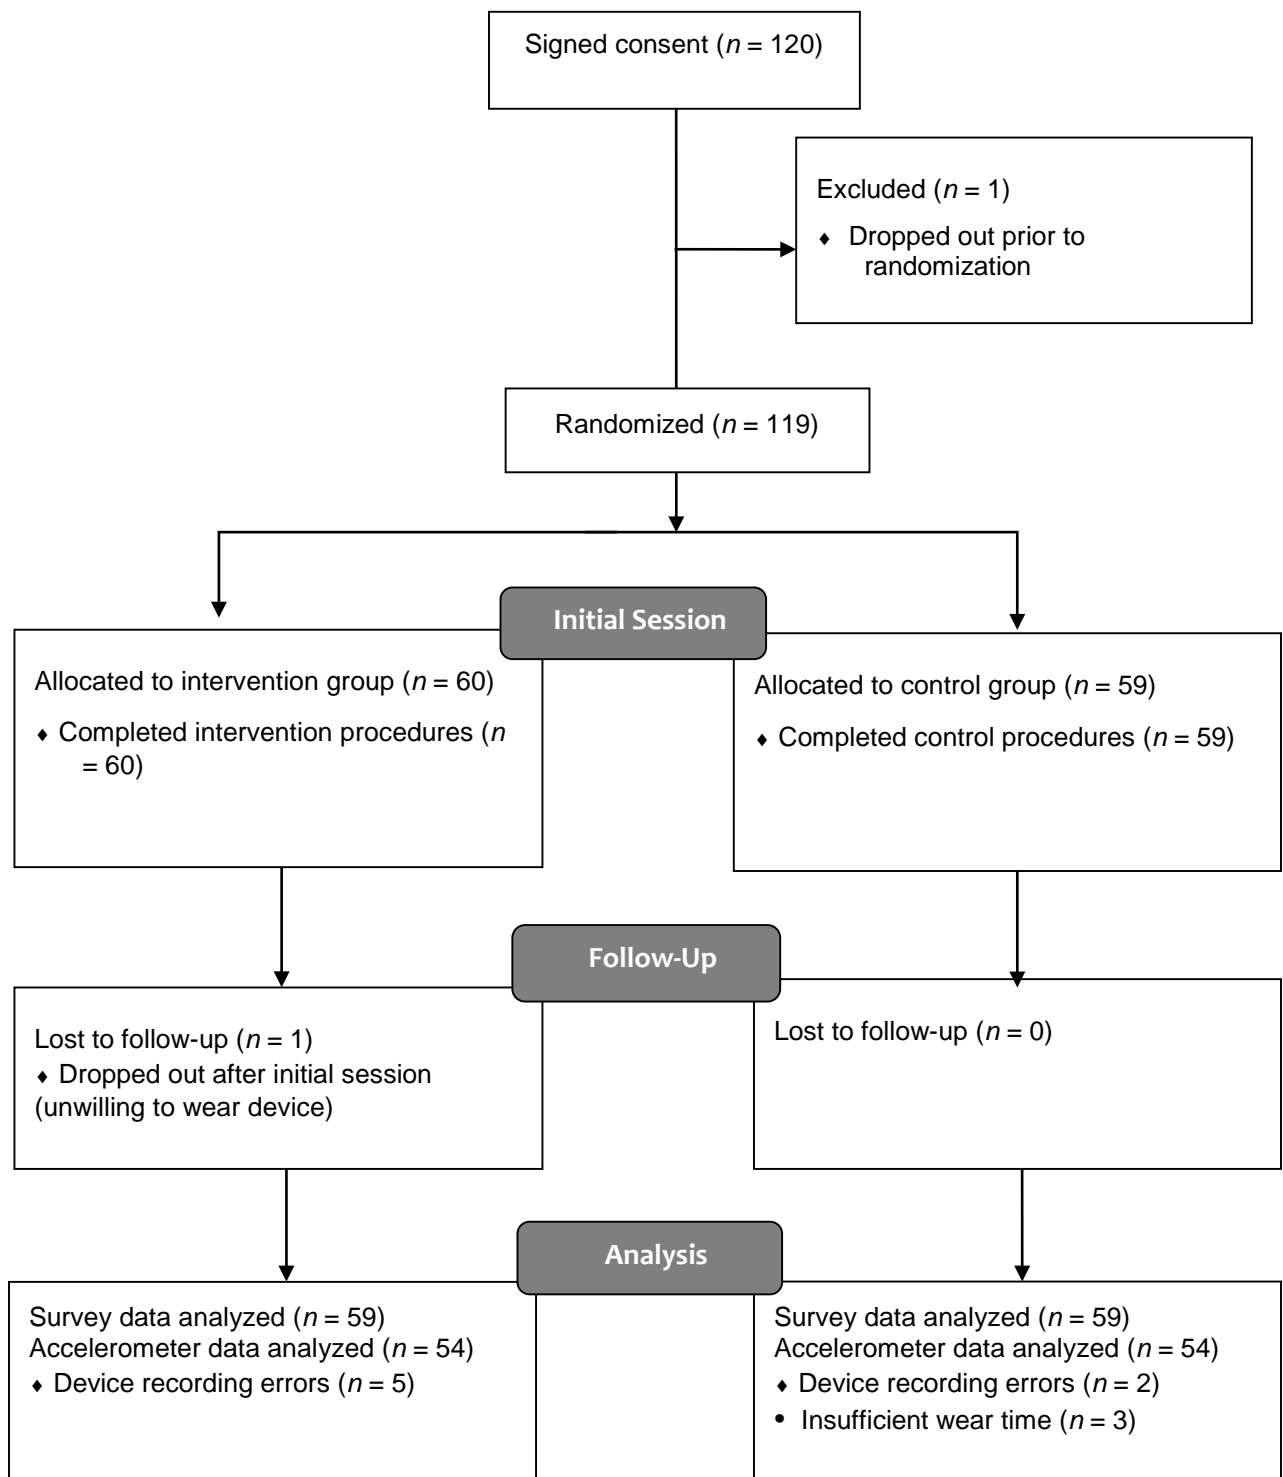 Signed consent (n = 120)
Excluded (n = 1)
♦ Dropped out prior to
randomization
Randomized (n = 119)
Initial Session
Allocated to intervention group (n = 60)
♦ Completed intervention procedures (n
= 60)
Allocated to control group (n = 59)
♦ Completed control procedures (n = 59)
Follow-Up
Lost to follow-up (n = 1)
♦ Dropped out after initial session
(unwilling to wear device)
Lost to follow-up (n = 0)
Analysis
Survey data analyzed (n = 59)
Accelerometer data analyzed (n = 54)
♦ Device recording errors (n = 5)
Survey data analyzed (n = 59)
Accelerometer data analyzed (n = 54)
♦ Device recording errors (n = 2)
• Insufficient wear time (n = 3)